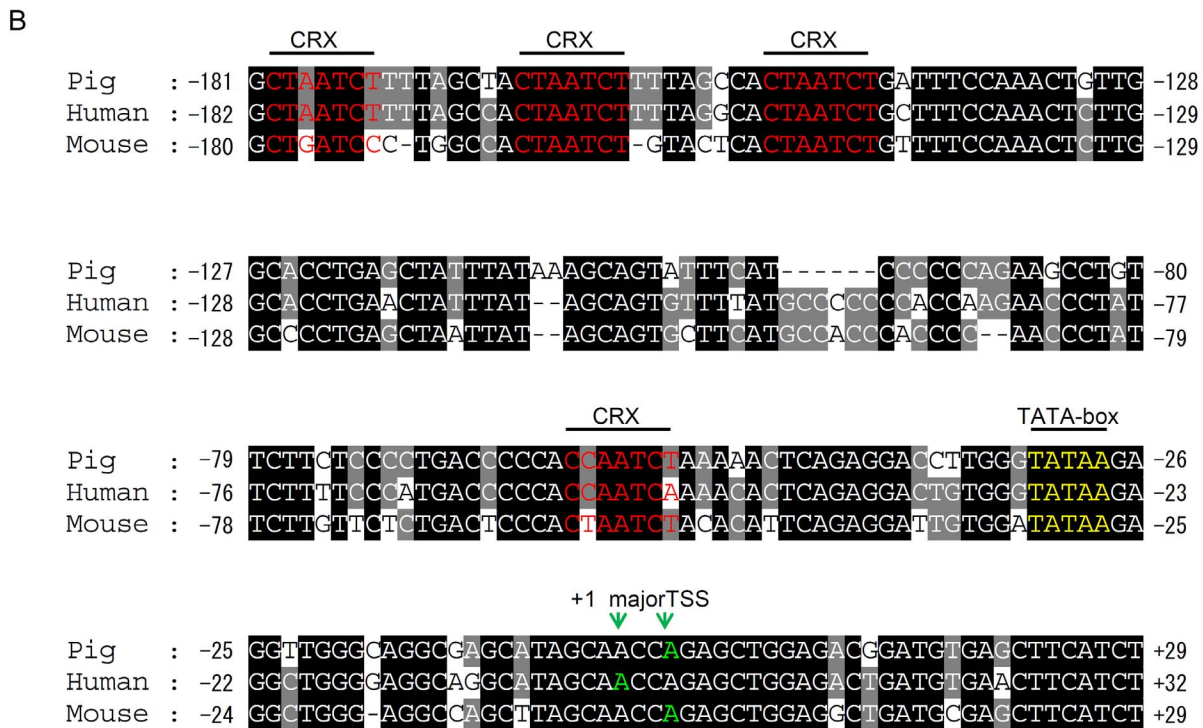 B
CRX CRX CRX
Pig : -181 GCTAATCTTTTAGCTACTAATCTTTTAGCCACTAATCTGATTTCCAAACTGTTG -128
Human : -182 GCTAATCTTTTAGCCACTAATCTTTTAGGCACTAATCTGCTTTCCAAACTCTTG -129
Mouse : -180 GCTGATCCC-TGGCCACTAATCT-GTACTCACTAATCTGTTTTCCAAACTCTTG -129
Pig : -127 GCACCTGAGCTATTTATAAAGCAGTATTTCAT------CCCCCCAGAAGCCTGT -80
Human : -128 GCACCTGAACTATTTAT--AGCAGTGTTTTATGCCCCCCCACCAAGAACCCTAT -77
Mouse : -128 GCCCCTGAGCTAATTAT--AGCAGTGCTTCATGCCACCCACCCC--AACCCTAT -79
CRX TATA-box
Pig : -79 TCTTCTCCCCTGACCCCCACCAATCTAAAAACTCAGAGGACCTTGGGTATAAGA -26
Human : -76 TCTTTTCCCATGACCCCCACCAATCAAAACACTCAGAGGACTGTGGGTATAAGA -23
Mouse : -78 TCTTGTTCTCTGACTCCCACTAATCTACACATTCAGAGGATTGTGGATATAAGA -25
+1 majorTSS
Pig : -25 GGTTGGGCAGGCGAGCATAGCAACCAGAGCTGGAGACGGATGTGAGCTTCATCT +29
Human : -22 GGCTGGGGAGGCAGGCATAGCAACCAGAGCTGGAGACTGATGTGAACTTCATCT +32
Mouse : -24 GGCTGGG-AGGCCAGCTTAGCAACCAGAGCTGGAGGCTGATGCGAGCTTCATCT +29